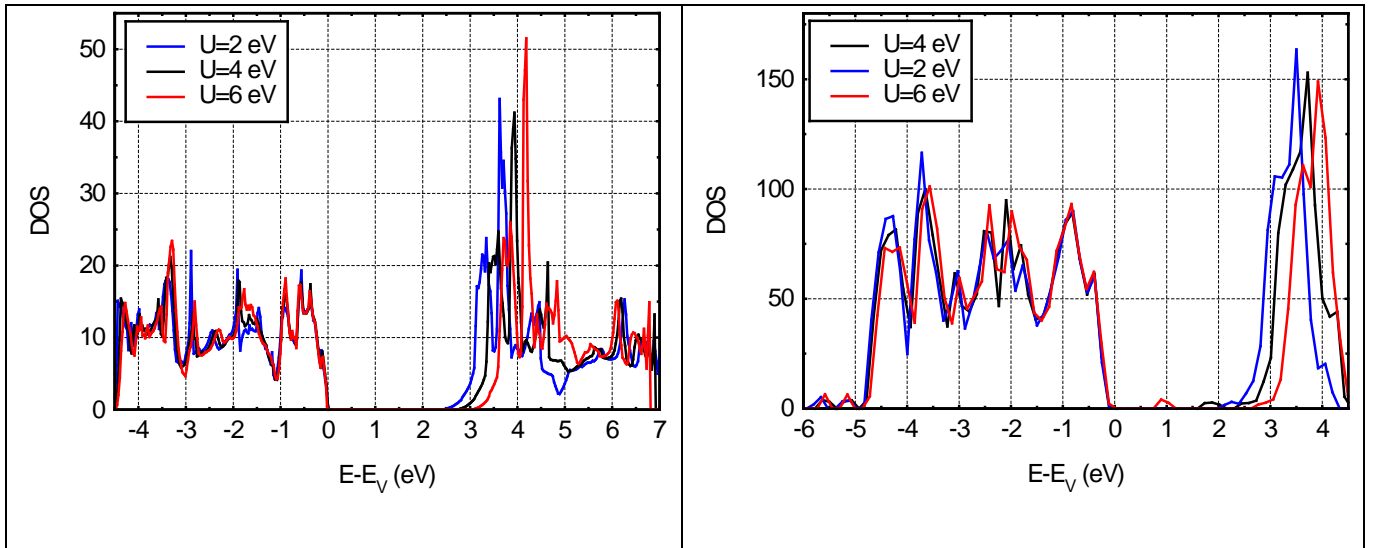 U=2 eV
U=4 eV
U=6 eV
DOS
50
40
30
20
10
0
-4 -3 -2 -1 0 1 2 3 4 5 6 7
E-E_V (eV)
U=4 eV
U=2 eV
U=6 eV
DOS
150
100
50
0
-6 -5 -4 -3 -2 -1 0 1 2 3 4
E-E_V (eV)